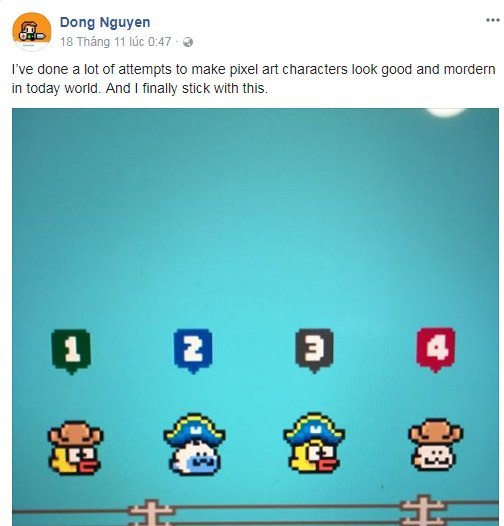 Dong Nguyen
18 Tháng 11 lúc 0:47 ·
I've done a lot of attempts to make pixel art characters look good and mordern
in today world. And I finally stick with this.
1 2 3 4